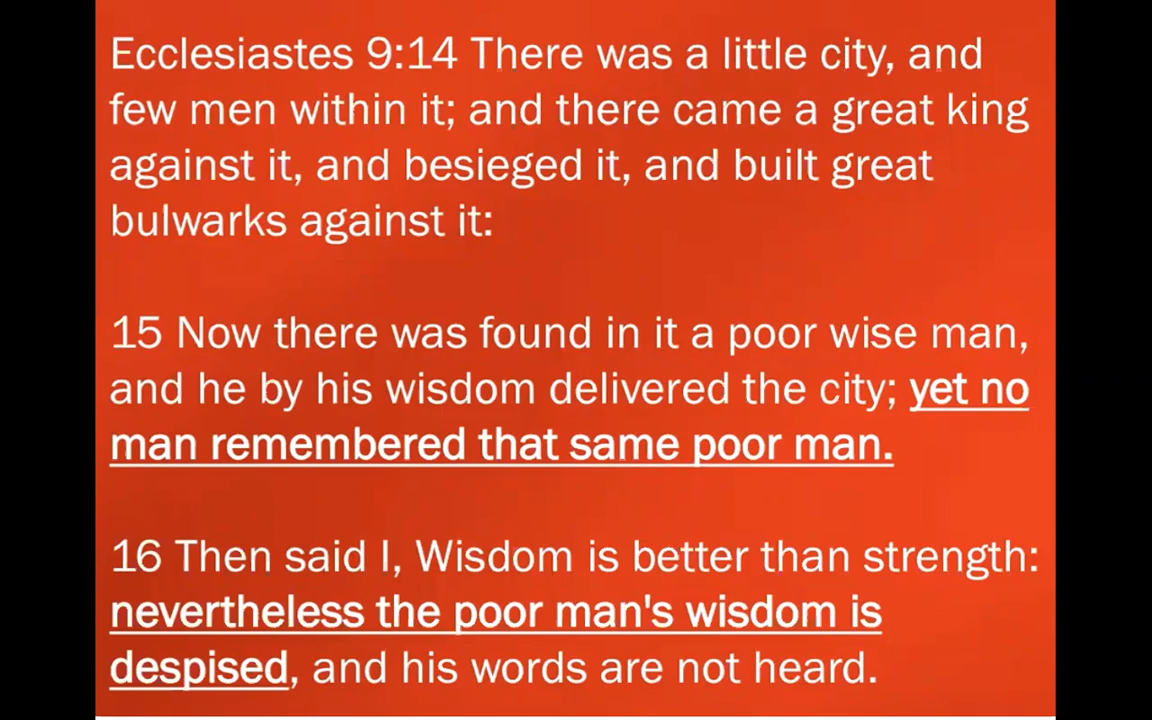 Ecclesiastes 9:14 There was a little city, and
few men within it; and there came a great king
against it, and besieged it, and built great
bulwarks against it:
15 Now there was found in it a poor wise man,
and he by his wisdom delivered the city; yet no
man remembered that same poor man.
16 Then said I, Wisdom is better than strength:
nevertheless the poor man's wisdom is
despised, and his words are not heard.